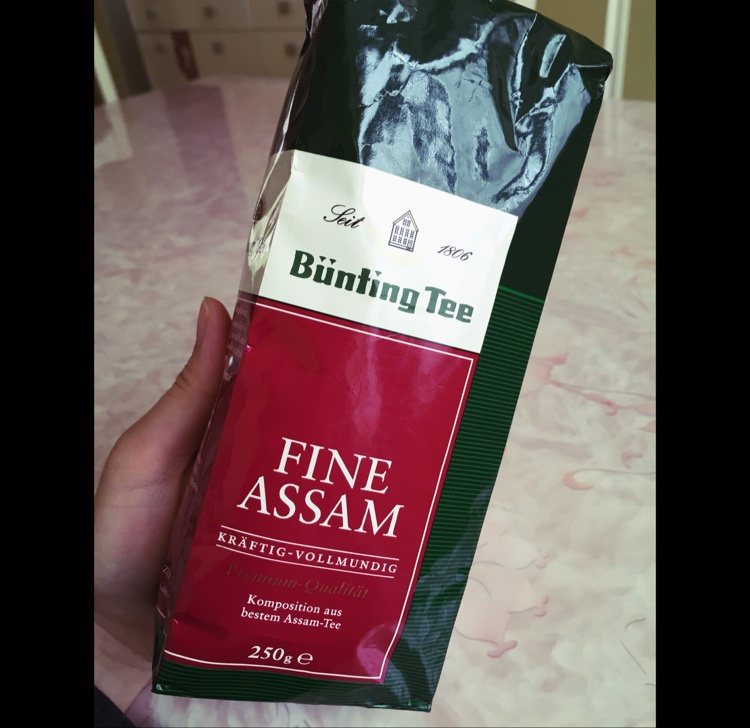 Seit 1806
Bünting Tee
FINE
ASSAM
KRÄFTIG-VOLLMUNDIG
Premium-Qualität
Komposition aus
bestem Assam-Tee
250g ℮